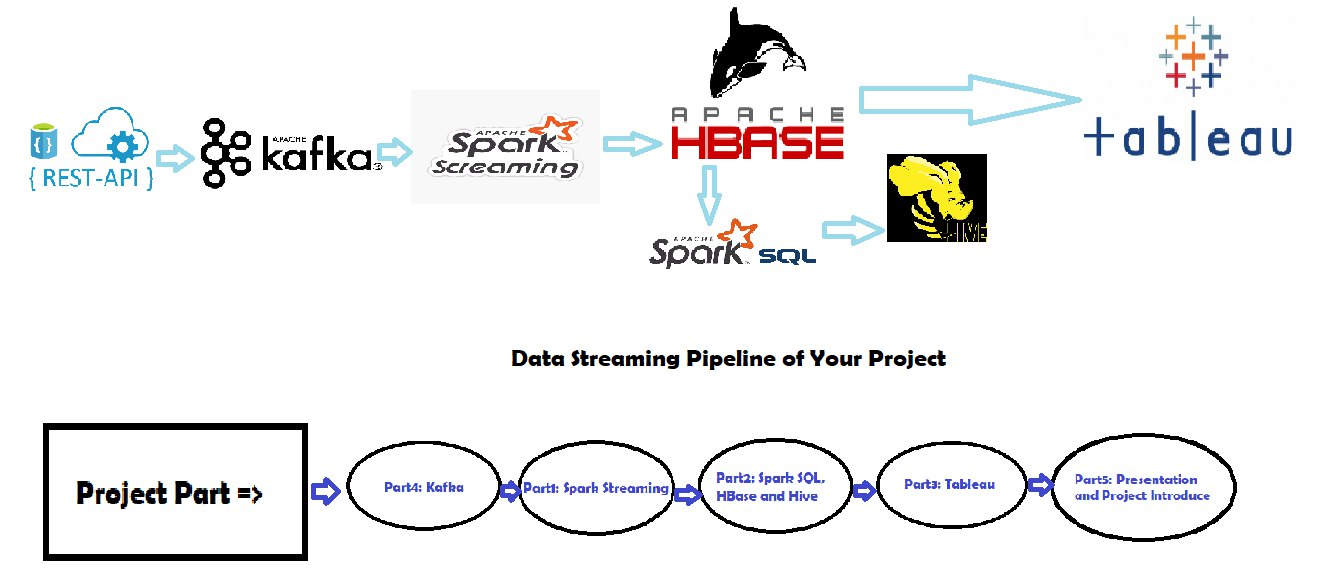 { REST-API }
APACHE
kafka®
APACHE
Spark
Screaming
APACHE
HBASE
+ableau
APACHE
Spark SQL
HIVE
Data Streaming Pipeline of Your Project
Project Part =>
Part4: Kafka
Part1: Spark Streaming
Part2: Spark SQL,
HBase and Hive
Part3: Tableau
Part5: Presentation
and Project Introduce